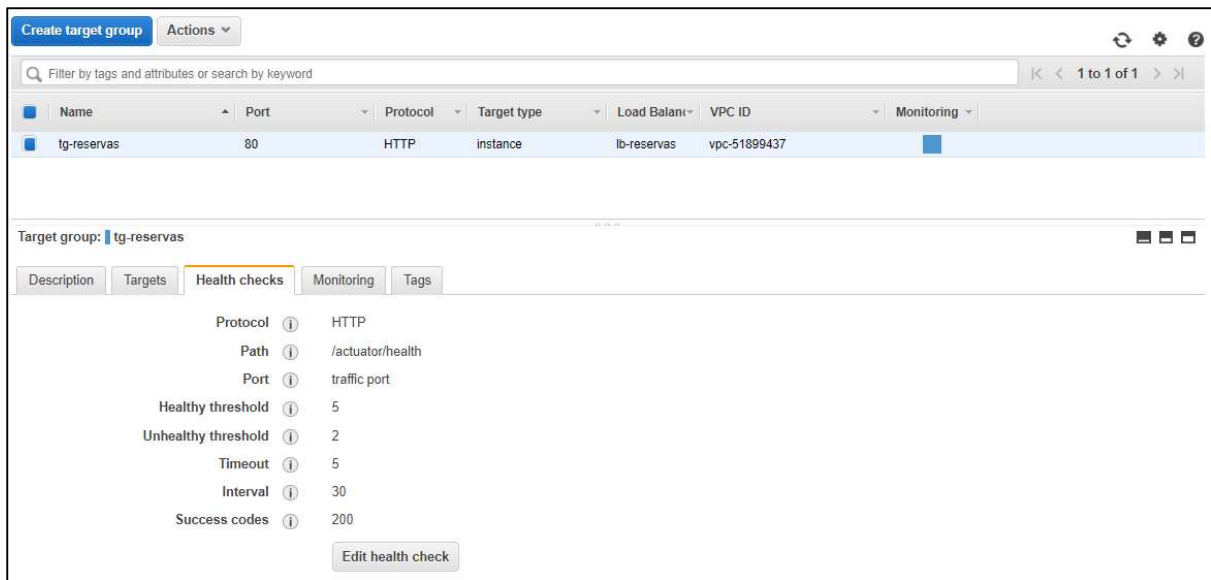 Create target group Actions
Filter by tags and attributes or search by keyword 1 to 1 of 1
Name Port Protocol Target type Load Balanc VPC ID Monitoring
tg-reservas 80 HTTP instance lb-reservas vpc-51899437
Target group: tg-reservas
Description Targets Health checks Monitoring Tags
Protocol HTTP
Path /actuator/health
Port traffic port
Healthy threshold 5
Unhealthy threshold 2
Timeout 5
Interval 30
Success codes 200
Edit health check